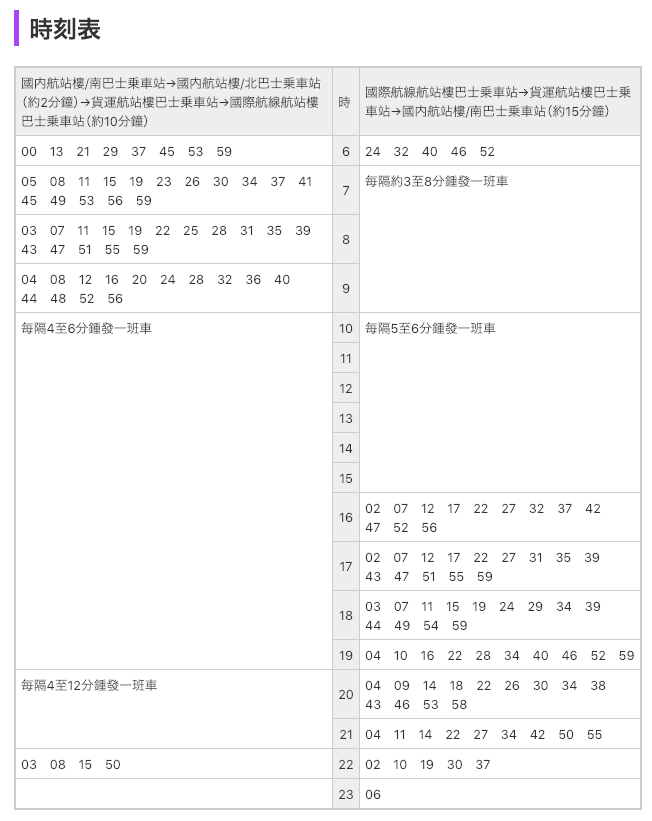 時刻表
國內航站樓/南巴士乘車站→國內航站樓/北巴士乘車站
（約2分鐘）→貨運航站樓巴士乘車站→國際航線航站樓
巴士乘車站（約10分鐘）
時
國際航線航站樓巴士乘車站→貨運航站樓巴士乘
車站→國內航站樓/南巴士乘車站（約15分鐘）
00 13 21 29 37 45 53 59
6
24 32 40 46 52
05 08 11 15 19 23 26 30 34 37 41
45 49 53 56 59
7
每隔約3至8分鍾發一班車
03 07 11 15 19 22 25 28 31 35 39
43 47 51 55 59
8
04 08 12 16 20 24 28 32 36 40
44 48 52 56
9
每隔4至6分鍾發一班車
10
每隔5至6分鍾發一班車
11
12
13
14
15
16
02 07 12 17 22 27 32 37 42
47 52 56
17
02 07 12 17 22 27 31 35 39
43 47 51 55 59
18
03 07 11 15 19 24 29 34 39
44 49 54 59
19
04 10 16 22 28 34 40 46 52 59
每隔4至12分鍾發一班車
20
04 09 14 18 22 26 30 34 38
43 46 53 58
21
04 11 14 22 27 34 42 50 55
03 08 15 50
22
02 10 19 30 37
23
06